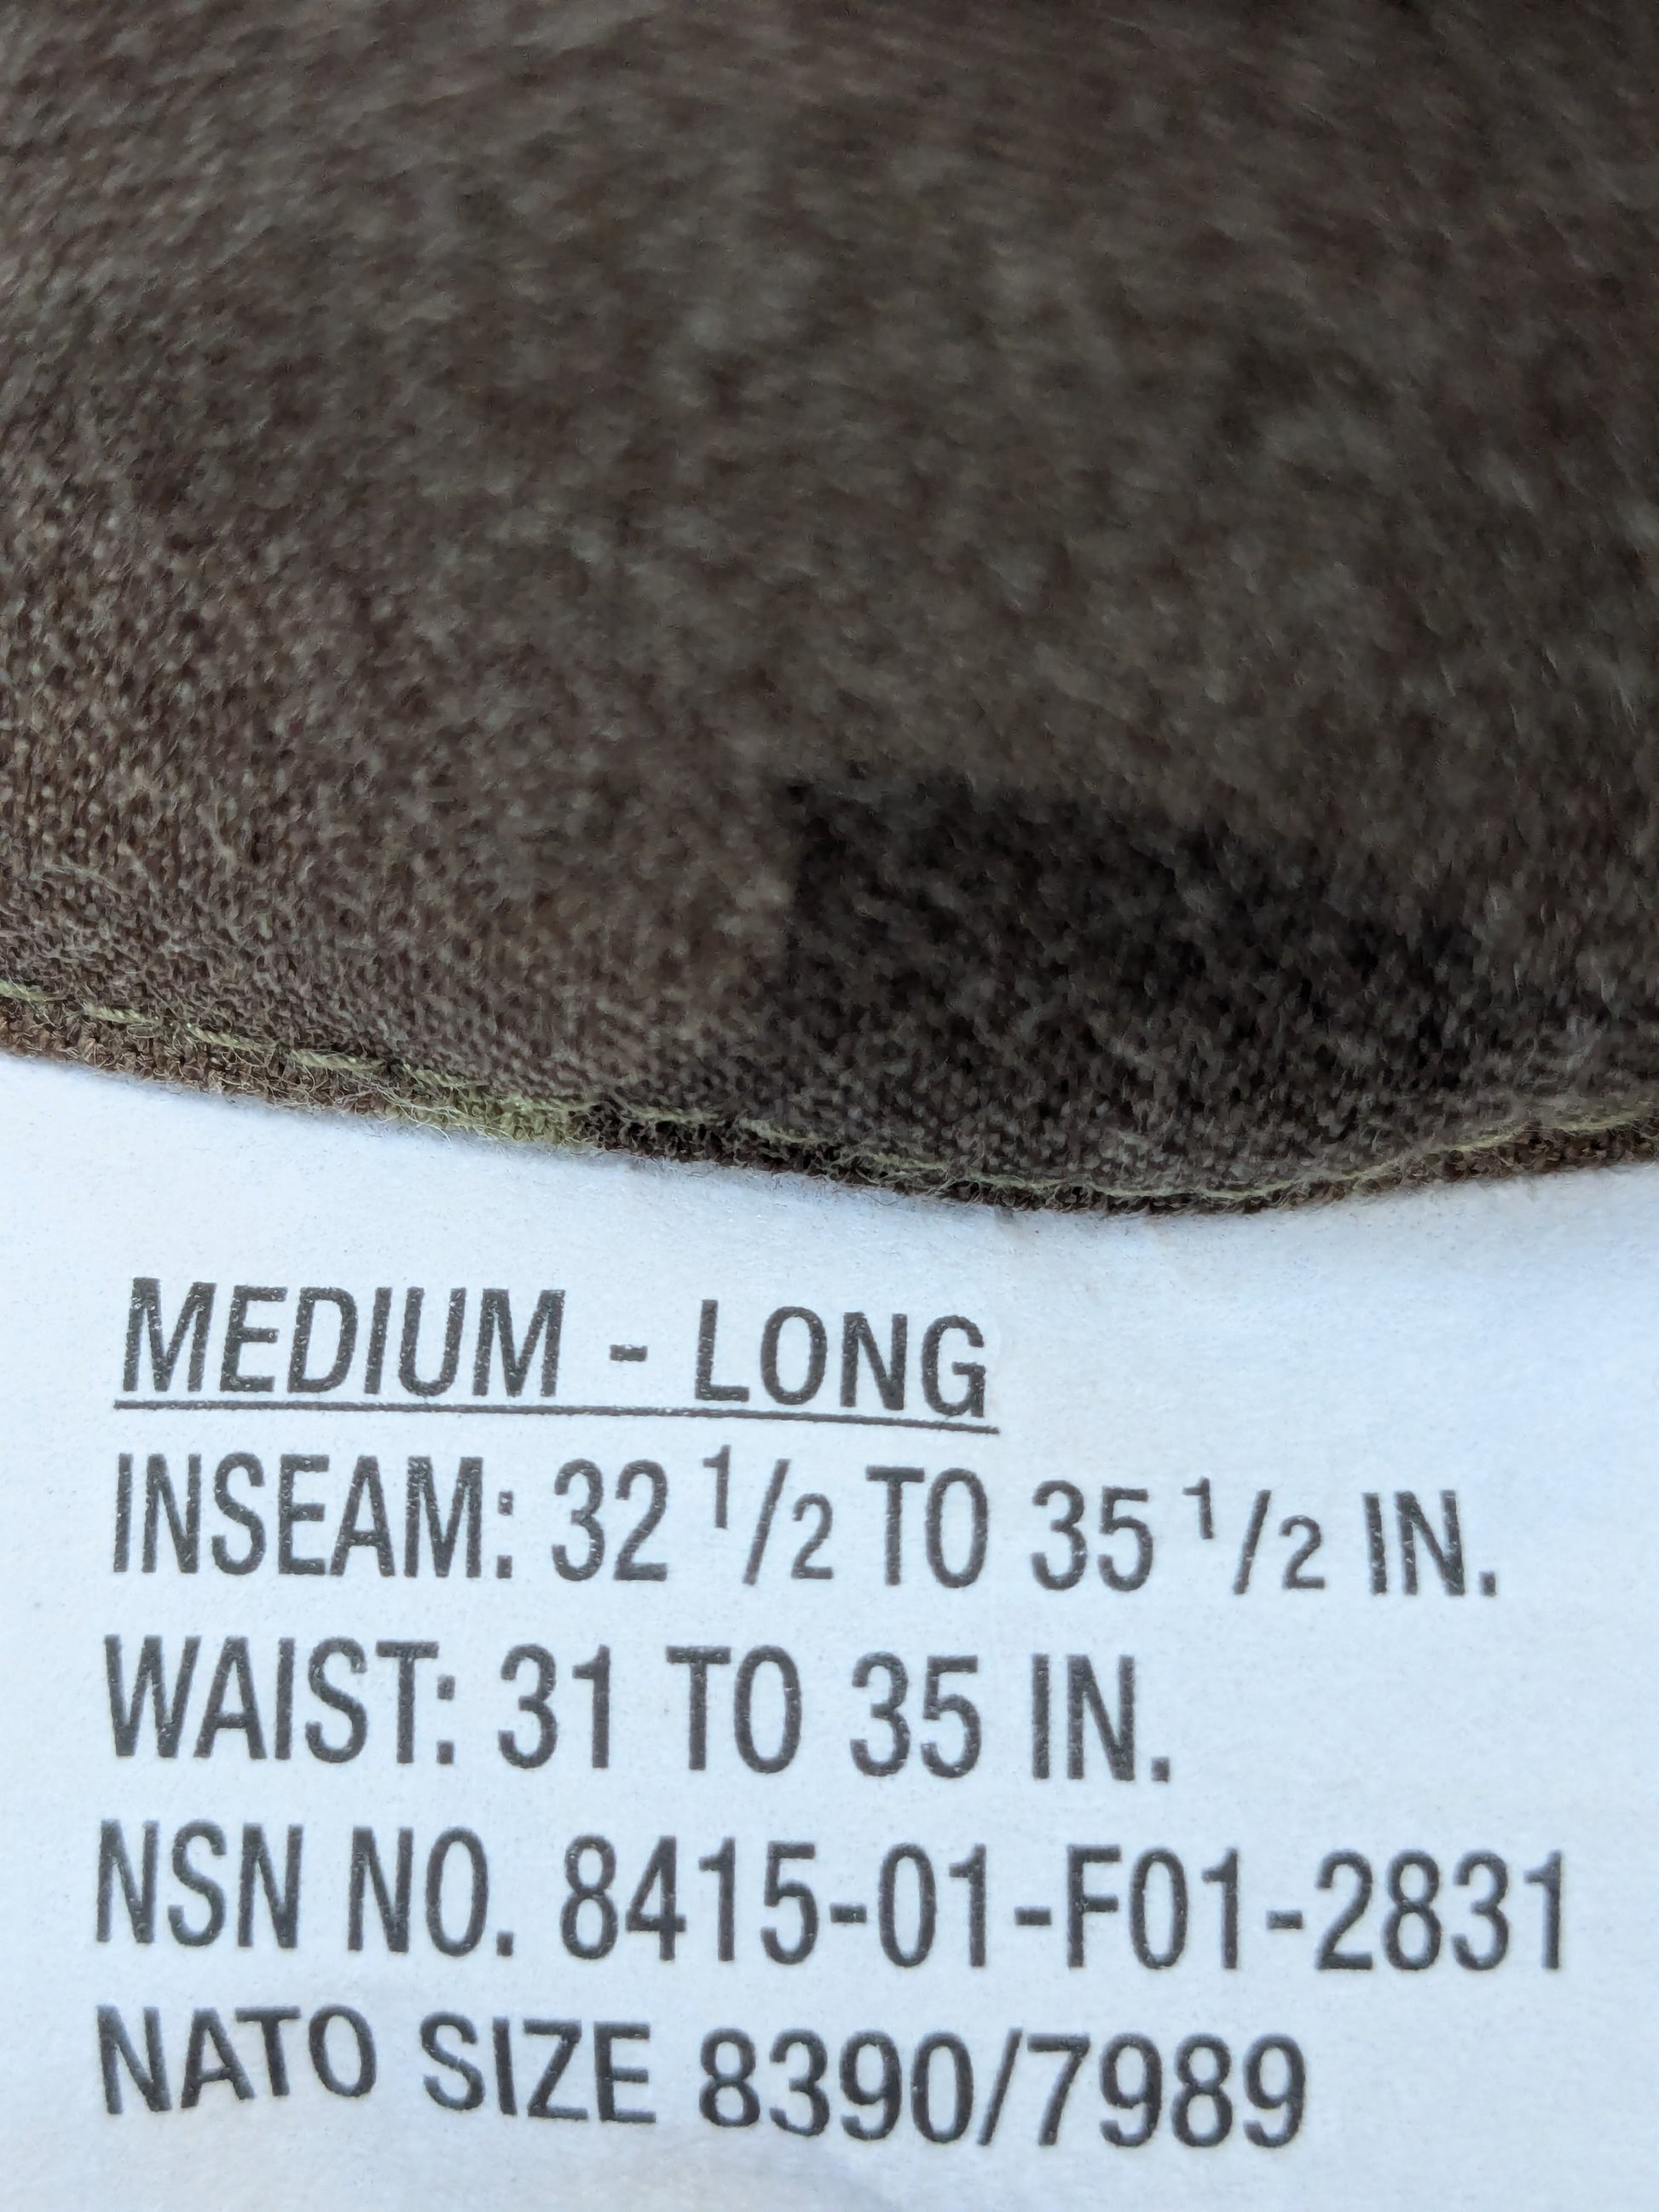 MEDIUM - LONG
INSEAM: 32 1/2 TO 35 1/2 IN.
WAIST: 31 TO 35 IN.
NSN NO. 8415-01-F01-2831
NATO SIZE 8390/7989